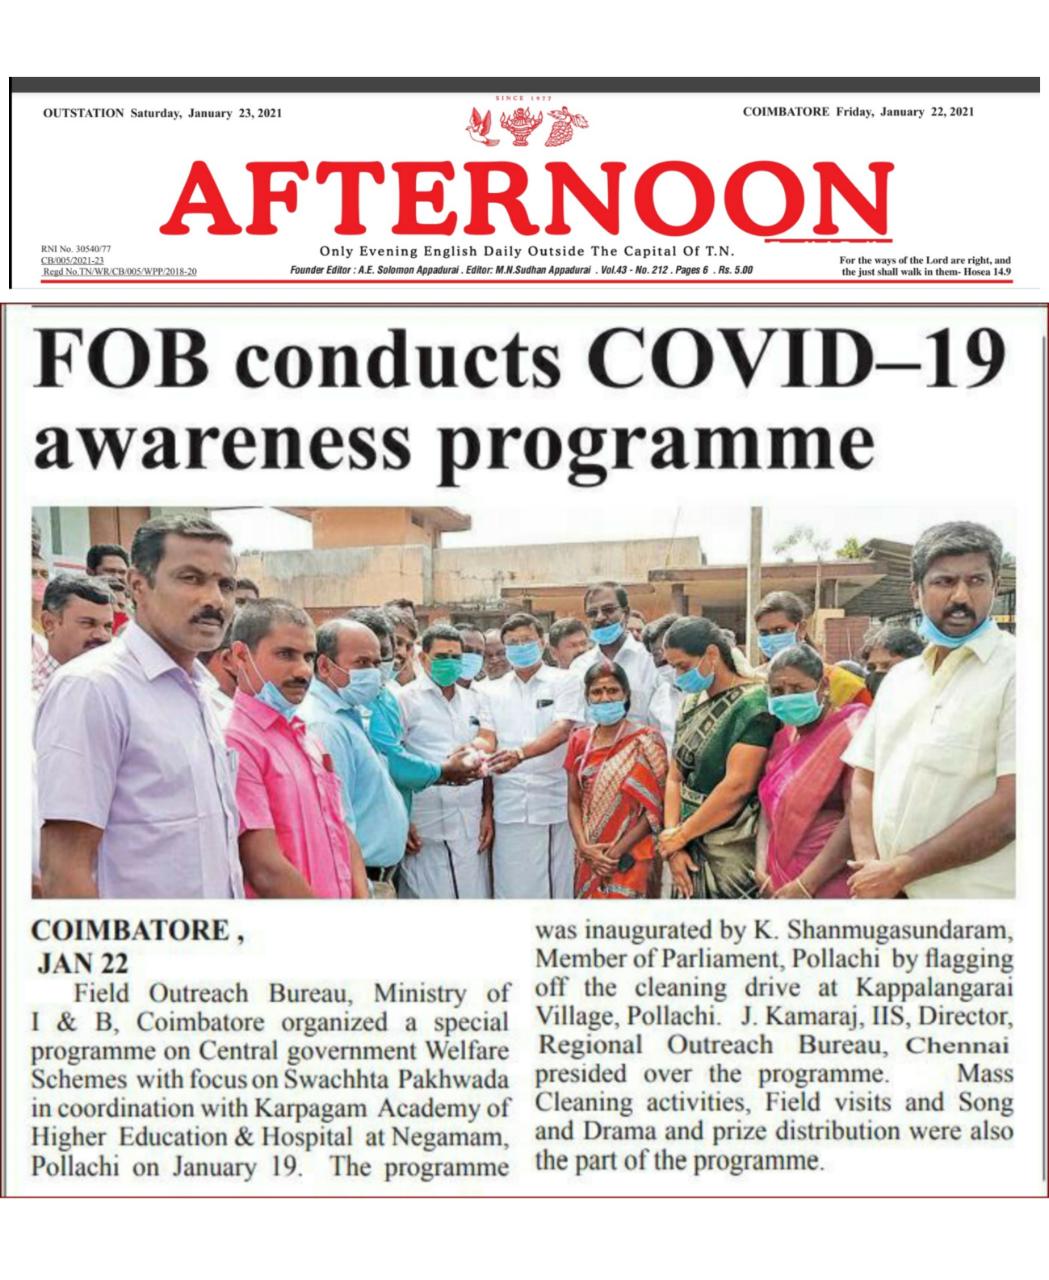 SINCE 1977
OUTSTATION Saturday, January 23, 2021
COIMBATORE Friday, January 22, 2021
AFTERNOON
RNI No. 30540/77
CB/005/2021-23
Regd No.TN/WR/CB/005/WPP/2018-20
Only Evening English Daily Outside The Capital Of T.N.
Founder Editor : A.E. Solomon Appadurai . Editor: M.N.Sudhan Appadurai . Vol.43 - No. 212 . Pages 6 . Rs. 5.00
For the ways of the Lord are right, and
the just shall walk in them- Hosea 14.9
FOB conducts COVID–19
awareness programme
COIMBATORE ,
JAN 22
Field Outreach Bureau, Ministry of
I & B, Coimbatore organized a special
programme on Central government Welfare
Schemes with focus on Swachhta Pakhwada
in coordination with Karpagam Academy of
Higher Education & Hospital at Negamam,
Pollachi on January 19. The programme
was inaugurated by K. Shanmugasundaram,
Member of Parliament, Pollachi by flagging
off the cleaning drive at Kappalangarai
Village, Pollachi. J. Kamaraj, IIS, Director,
Regional Outreach Bureau, Chennai
presided over the programme. Mass
Cleaning activities, Field visits and Song
and Drama and prize distribution were also
the part of the programme.